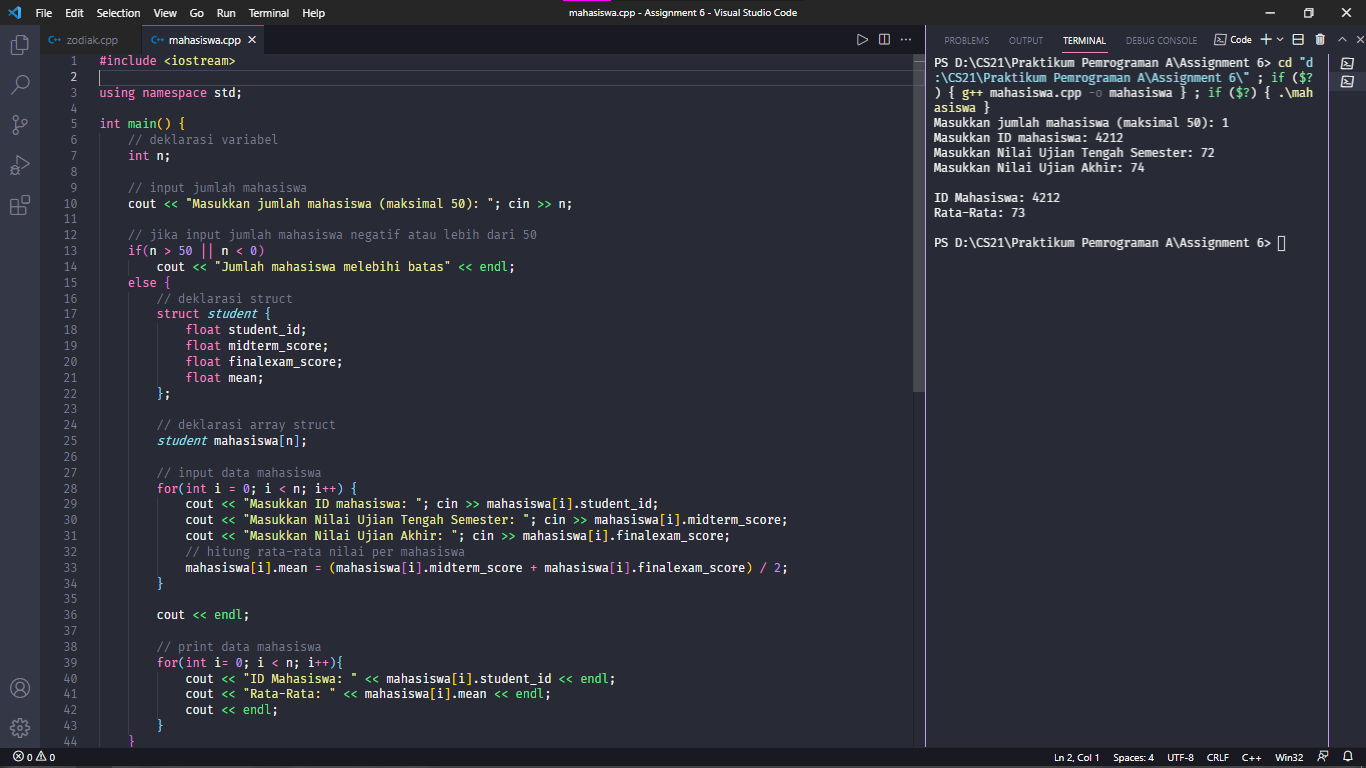 File Edit Selection View Go Run Terminal Help
mahasiswa.cpp - Assignment 6 - Visual Studio Code
C++ zodiak.cpp
C++ mahasiswa.cpp
1 #include <iostream>
2
3 using namespace std;
4
5 int main() {
6 // deklarasi variabel
7 int n;
8
9 // input jumlah mahasiswa
10 cout << "Masukkan jumlah mahasiswa (maksimal 50): "; cin >> n;
11
12 // jika input jumlah mahasiswa negatif atau lebih dari 50
13 if(n > 50 || n < 0)
14 cout << "Jumlah mahasiswa melebihi batas" << endl;
15 else {
16 // deklarasi struct
17 struct student {
18 float student_id;
19 float midterm_score;
20 float finalexam_score;
21 float mean;
22 };
23
24 // deklarasi array struct
25 student mahasiswa[n];
26
27 // input data mahasiswa
28 for(int i = 0; i < n; i++) {
29 cout << "Masukkan ID mahasiswa: "; cin >> mahasiswa[i].student_id;
30 cout << "Masukkan Nilai Ujian Tengah Semester: "; cin >> mahasiswa[i].midterm_score;
31 cout << "Masukkan Nilai Ujian Akhir: "; cin >> mahasiswa[i].finalexam_score;
32 // hitung rata-rata nilai per mahasiswa
33 mahasiswa[i].mean = (mahasiswa[i].midterm_score + mahasiswa[i].finalexam_score) / 2;
34 }
35
36 cout << endl;
37
38 // print data mahasiswa
39 for(int i= 0; i < n; i++){
40 cout << "ID Mahasiswa: " << mahasiswa[i].student_id << endl;
41 cout << "Rata-Rata: " << mahasiswa[i].mean << endl;
42 cout << endl;
43 }
44 }
PROBLEMS OUTPUT TERMINAL DEBUG CONSOLE Code
PS D:\CS21\Praktikum Pemrograman A\Assignment 6> cd "d
:\CS21\Praktikum Pemrograman A\Assignment 6\" ; if ($?
) { g++ mahasiswa.cpp -o mahasiswa } ; if ($?) { .\mah
asiswa }
Masukkan jumlah mahasiswa (maksimal 50): 1
Masukkan ID mahasiswa: 4212
Masukkan Nilai Ujian Tengah Semester: 72
Masukkan Nilai Ujian Akhir: 74
ID Mahasiswa: 4212
Rata-Rata: 73
PS D:\CS21\Praktikum Pemrograman A\Assignment 6>
0 0
Ln 2, Col 1 Spaces: 4 UTF-8 CRLF C++ Win32